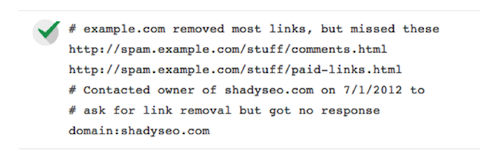 # example.com removed most links, but missed these
http://spam.example.com/stuff/comments.html
http://spam.example.com/stuff/paid-links.html
# Contacted owner of shadyseo.com on 7/1/2012 to
# ask for link removal but got no response
domain:shadyseo.com